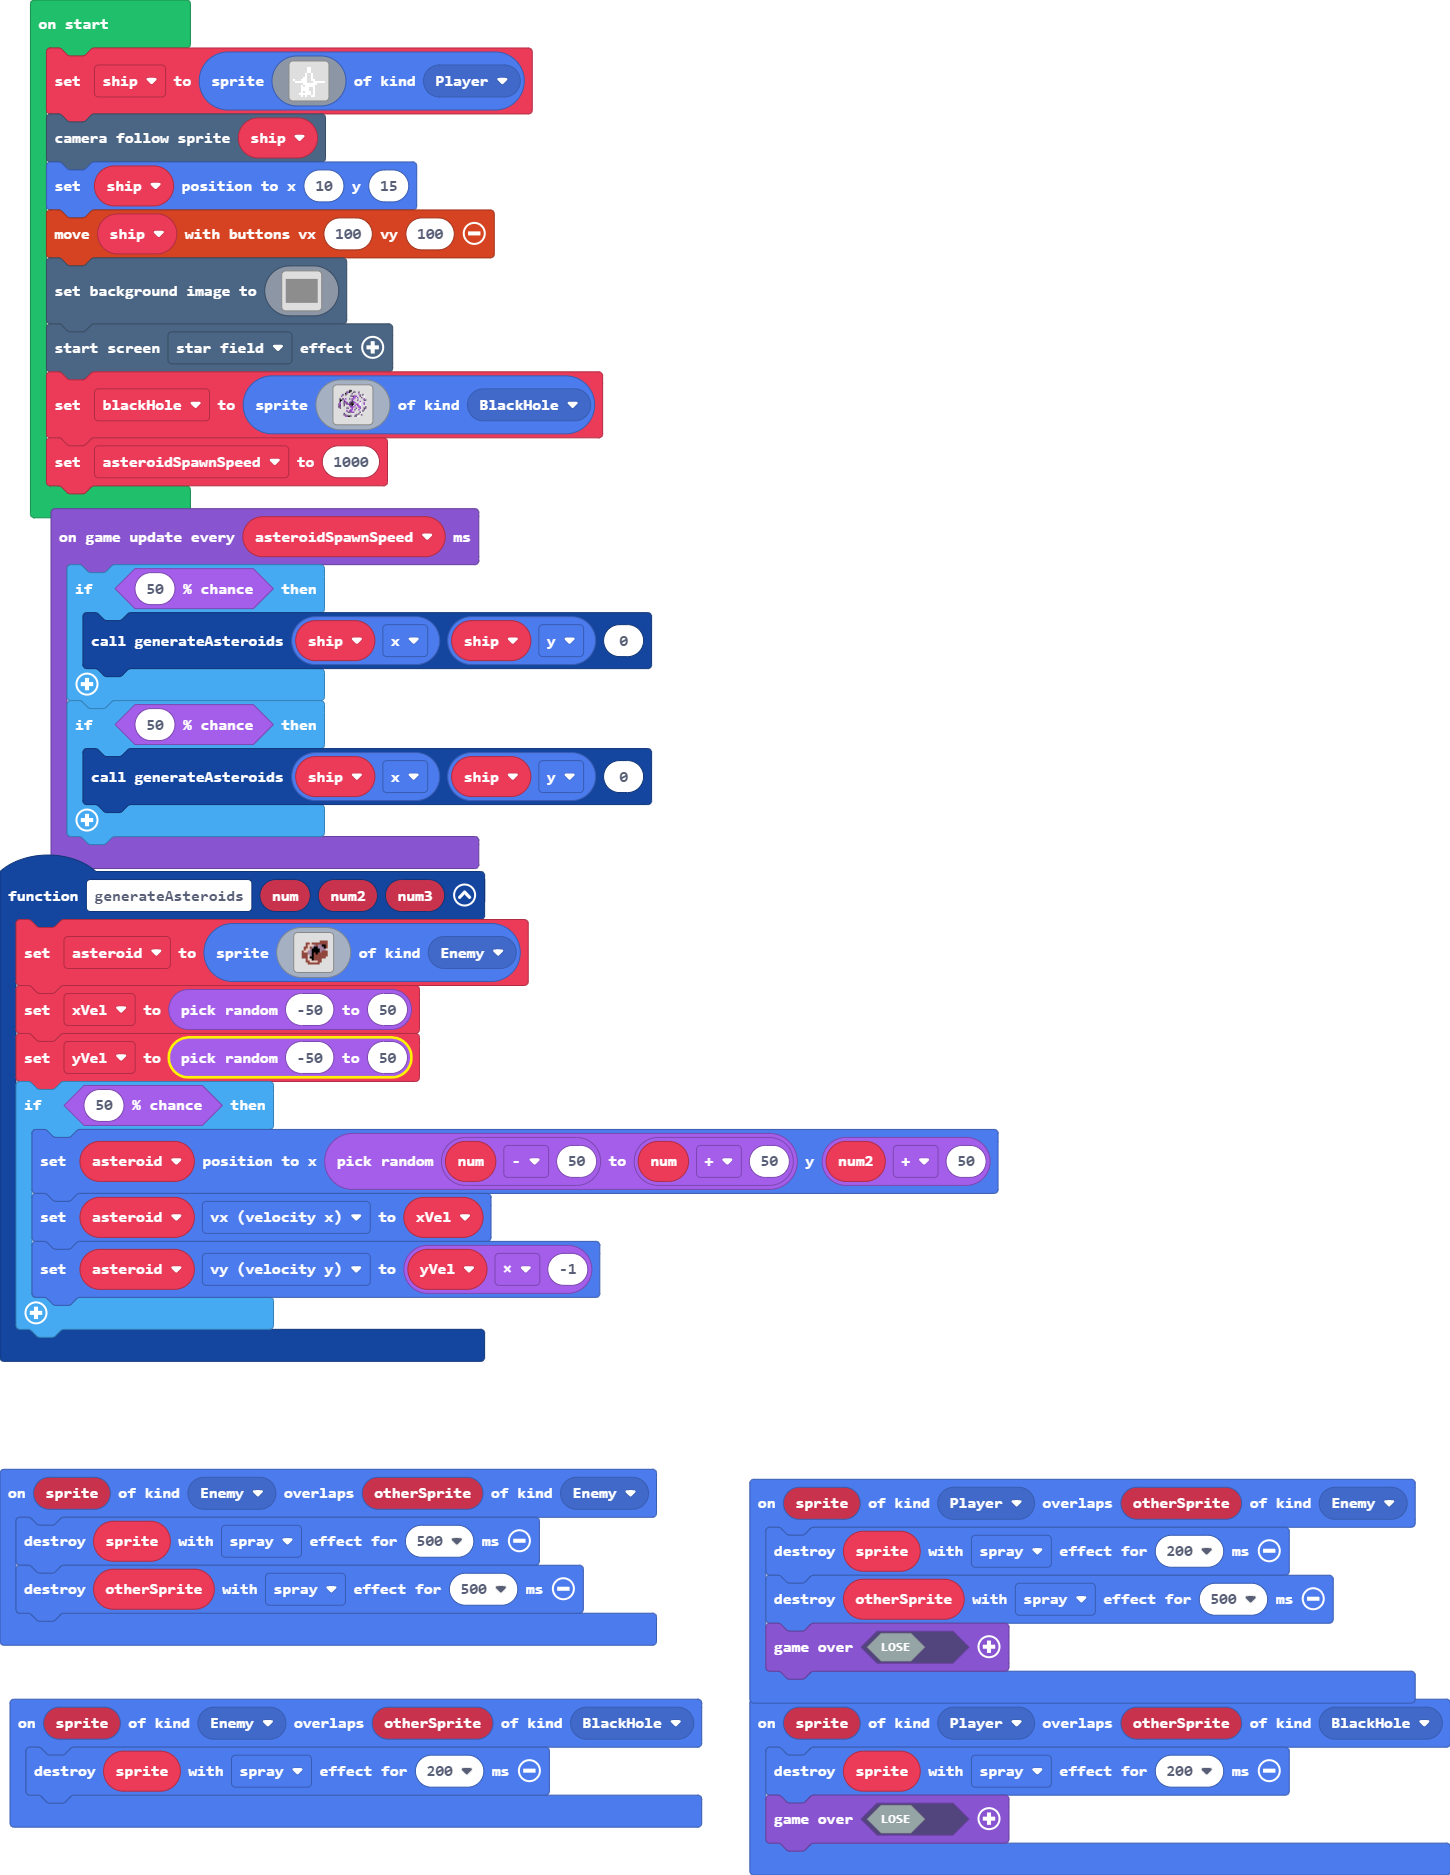 on start
set ship to sprite of kind Player
camera follow sprite ship
set ship position to x 10 y 15
move ship with buttons vx 100 vy 100
set background image to
start screen star field effect
set blackHole to sprite of kind BlackHole
set asteroidSpawnSpeed to 1000
on game update every asteroidSpawnSpeed ms
if 50 % chance then
call generateAsteroids ship x ship y 0
if 50 % chance then
call generateAsteroids ship x ship y 0
function generateAsteroids num num2 num3
set asteroid to sprite of kind Enemy
set xVel to pick random -50 to 50
set yVel to pick random -50 to 50
if 50 % chance then
set asteroid position to x pick random num - 50 to num + 50 y num2 + 50
set asteroid vx (velocity x) to xVel
set asteroid vy (velocity y) to yVel × -1
on sprite of kind Enemy overlaps otherSprite of kind Enemy
destroy sprite with spray effect for 500 ms
destroy otherSprite with spray effect for 500 ms
on sprite of kind Player overlaps otherSprite of kind Enemy
destroy sprite with spray effect for 200 ms
destroy otherSprite with spray effect for 500 ms
game over LOSE
on sprite of kind Enemy overlaps otherSprite of kind BlackHole
destroy sprite with spray effect for 200 ms
on sprite of kind Player overlaps otherSprite of kind BlackHole
destroy sprite with spray effect for 200 ms
game over LOSE